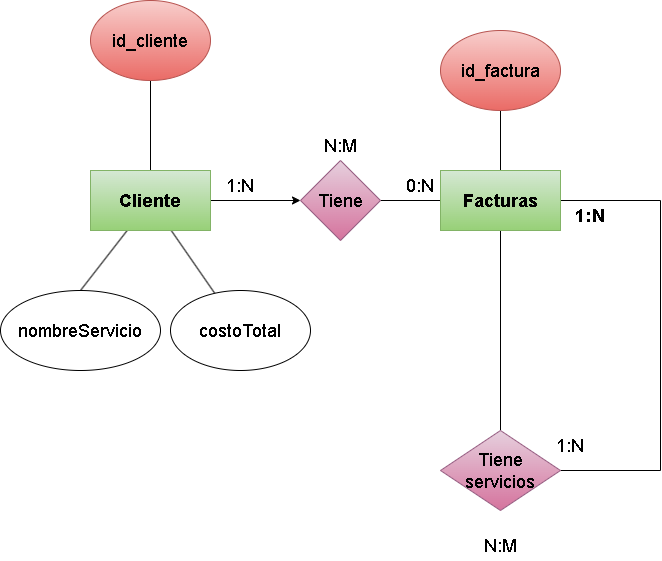 id_cliente
id_factura
N:M
1:N
0:N
Cliente
Tiene
Facturas
1:N
nombreServicio
costoTotal
1:N
Tiene
servicios
N:M